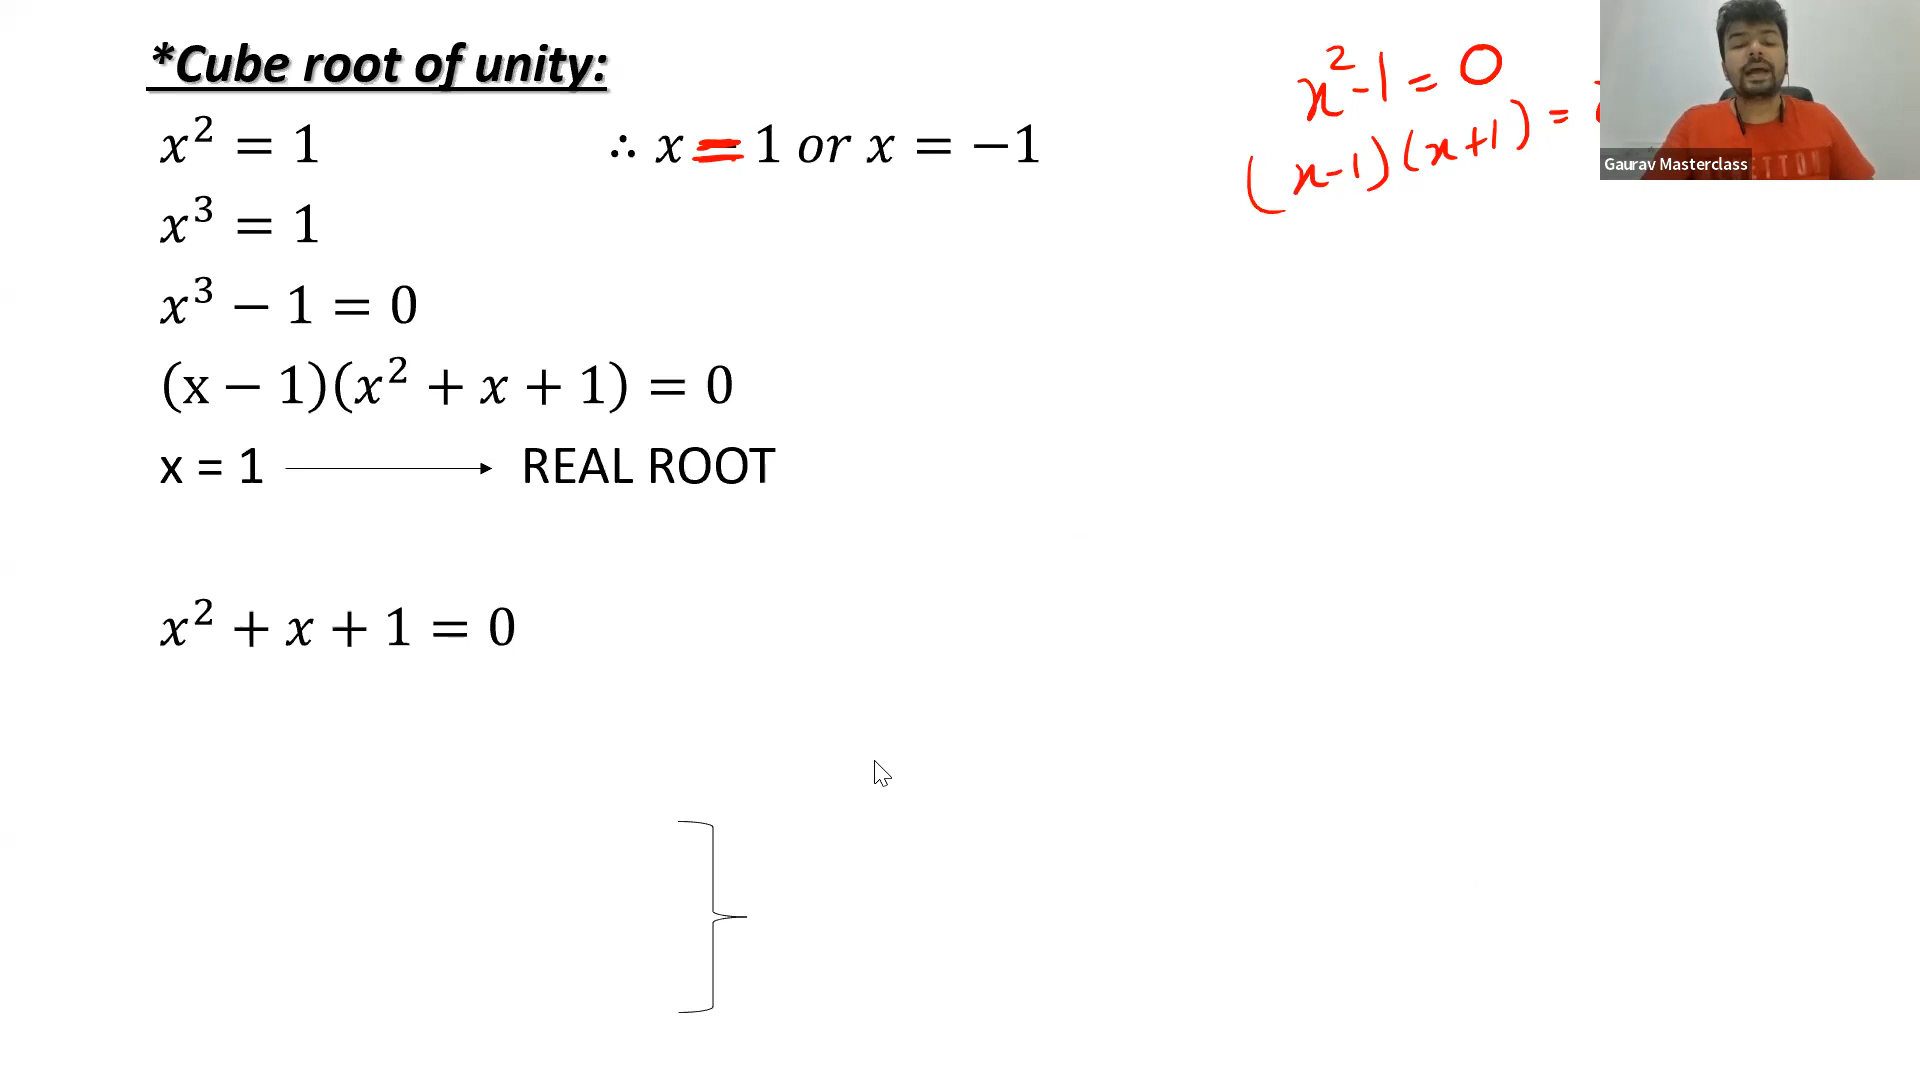 *Cube root of unity:
x² = 1 ∴ x = 1 or x = −1
x³ = 1
x³ − 1 = 0
(x − 1)(x² + x + 1) = 0
x = 1 REAL ROOT
x² + x + 1 = 0
x²-1 = 0
(x-1)(x+1) =
Gaurav Masterclass